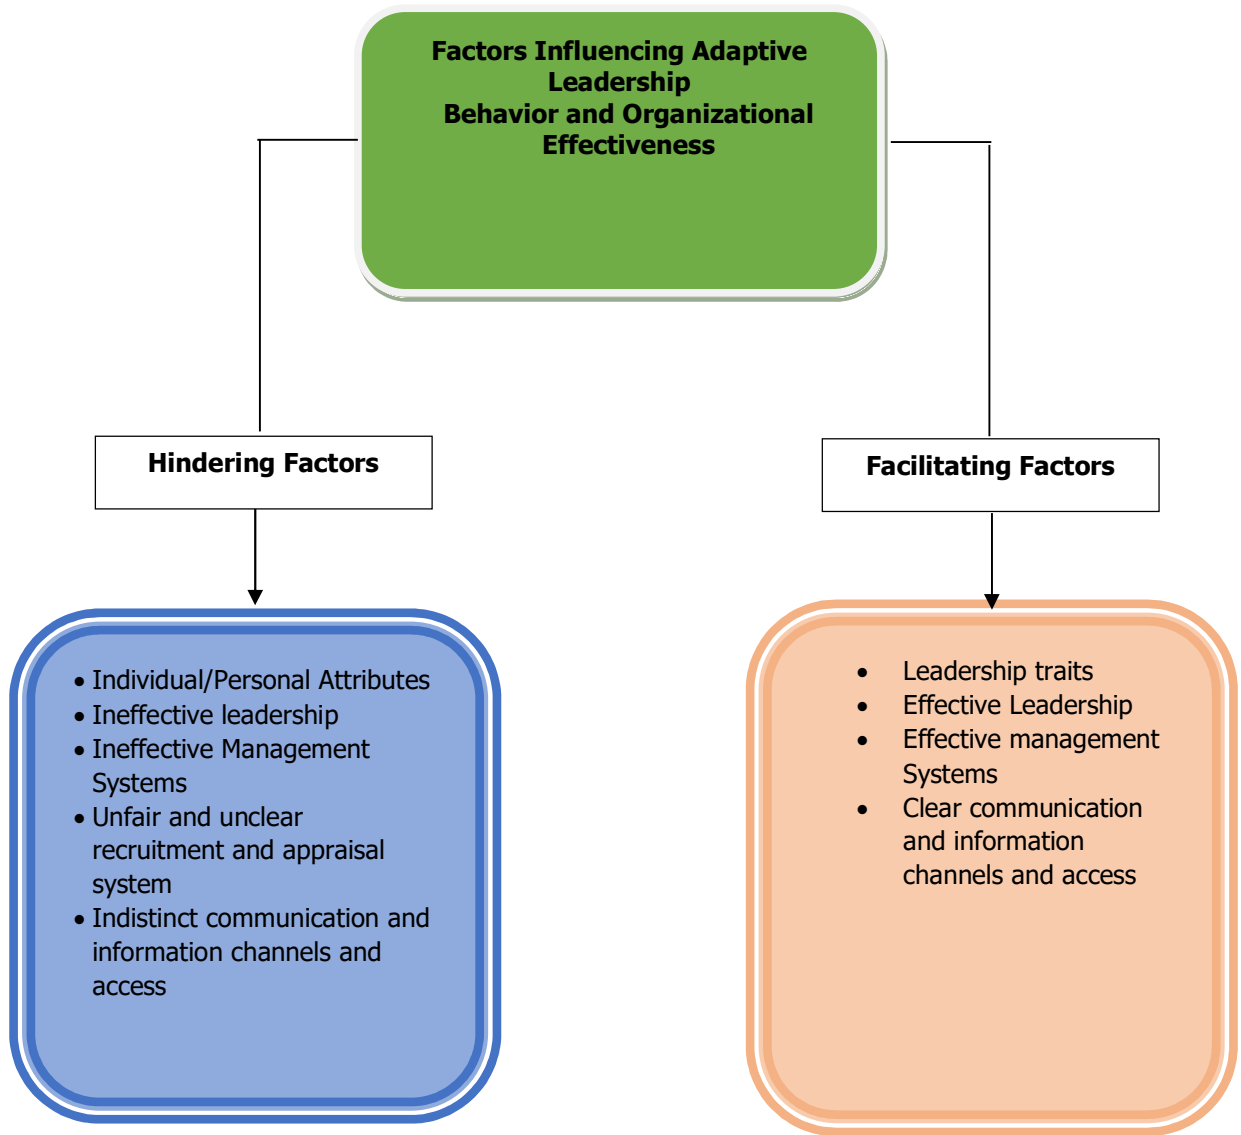 Factors Influencing Adaptive
Leadership
Behavior and Organizational
Effectiveness
Hindering Factors
Facilitating Factors
• Individual/Personal Attributes
• Ineffective leadership
• Ineffective Management
Systems
• Unfair and unclear
recruitment and appraisal
system
• Indistinct communication and
information channels and
access
• Leadership traits
• Effective Leadership
• Effective management
Systems
• Clear communication
and information
channels and access